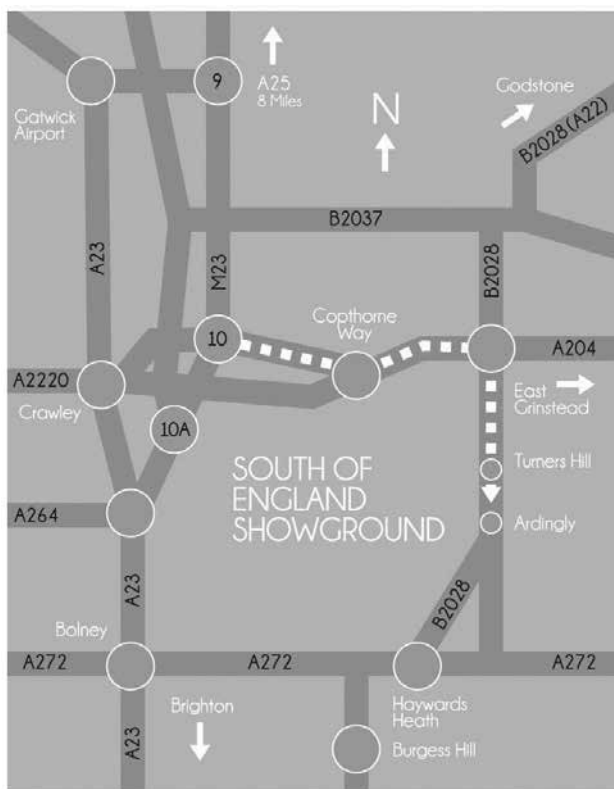 9
A25
8 Miles
Godstone
Gatwick
Airport
N
B2028(A22)
B2037
A23
M23
B2028
Copthorne
Way
10
A204
A2220
Crawley
East
Grinstead
10A
Turners Hill
SOUTH OF
ENGLAND
SHOWGROUND
A264
Ardingly
A23
B2028
Bolney
A272
A272
A272
Brighton
Haywards
Heath
A23
Burgess Hill